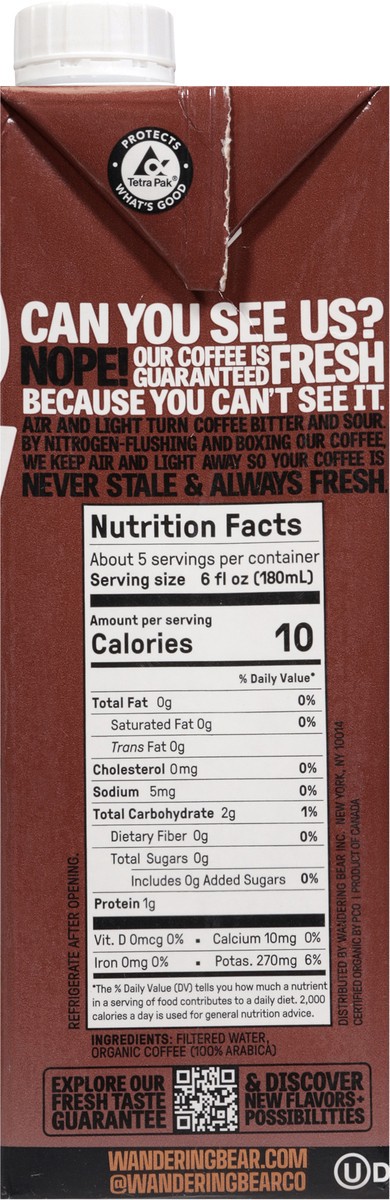 PROTECTS
Tetra Pak®
WHAT'S GOOD
CAN YOU SEE US?
NOPE! OUR COFFEE IS GUARANTEED FRESH
BECAUSE YOU CAN'T SEE IT
AIR AND LIGHT TURN COFFEE BITTER AND SOUR.
BY NITROGEN-FLUSHING AND BOXING OUR COFFEE
WE KEEP AIR AND LIGHT AWAY SO YOUR COFFEE IS
NEVER STALE & ALWAYS FRESH.
Nutrition Facts
About 5 servings per container
Serving size 6 fl oz (180mL)
Amount per serving
Calories 10
% Daily Value*
Total Fat 0g 0%
Saturated Fat 0g 0%
Trans Fat 0g
Cholesterol 0mg 0%
Sodium 5mg 0%
Total Carbohydrate 2g 1%
Dietary Fiber 0g 0%
Total Sugars 0g
Includes 0g Added Sugars 0%
Protein 1g
Vit. D 0mcg 0% • Calcium 10mg 0%
Iron 0mg 0% • Potas. 270mg 6%
*The % Daily Value (DV) tells you how much a nutrient
in a serving of food contributes to a daily diet. 2,000
calories a day is used for general nutrition advice.
REFRIGERATE AFTER OPENING.
DISTRIBUTED BY WANDERING BEAR INC. NEW YORK, NY 10014
CERTIFIED ORGANIC BY PCO | PRODUCT OF CANADA
INGREDIENTS: FILTERED WATER,
ORGANIC COFFEE (100% ARABICA)
EXPLORE OUR
FRESH TASTE
GUARANTEE
& DISCOVER
NEW FLAVORS+
POSSIBILITIES
WANDERINGBEAR.COM
@WANDERINGBEARCO
U D